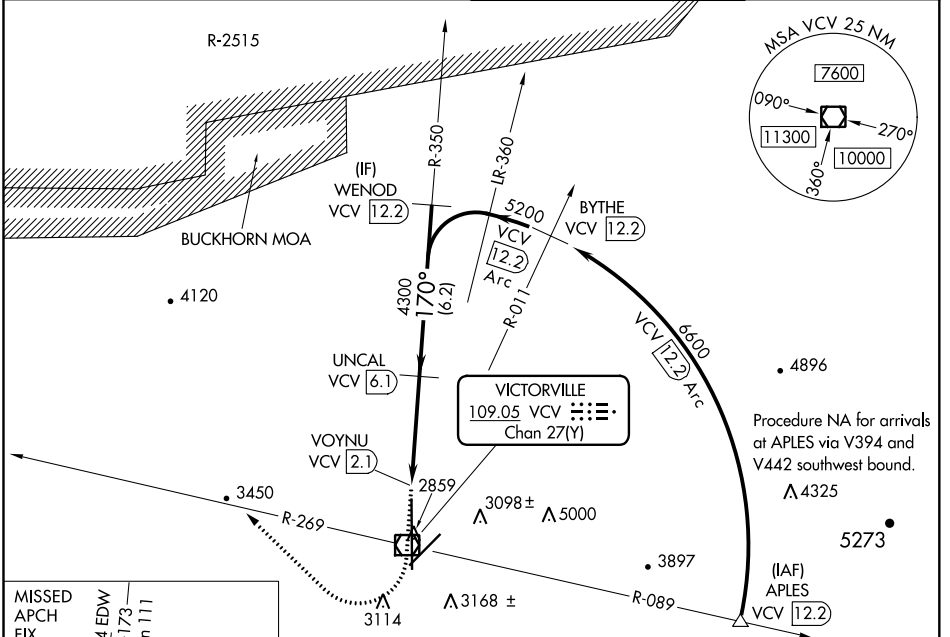 R-2515
MSA VCV 25 NM
7600
090°
11300
270°
10000
360°
R-350
LR-360
(IF)
WENOD
VCV 12.2
5200
VCV
12.2
Arc
BYTHE
VCV 12.2
BUCKHORN MOA
R-011
4120
4300
170°
(6.2)
6600
VCV 12.2 Arc
4896
UNCAL
VCV 6.1
VICTORVILLE
109.05 VCV
Chan 27(Y)
Procedure NA for arrivals
at APLES via V394 and
V442 southwest bound.
VOYNU
VCV 2.1
2859
4325
3450
3098 ±
5000
R-269
5273
3897
(IAF)
APLES
VCV 12.2
R-089
3114
3168 ±
MISSED
APCH
FIX
EDW
173
111